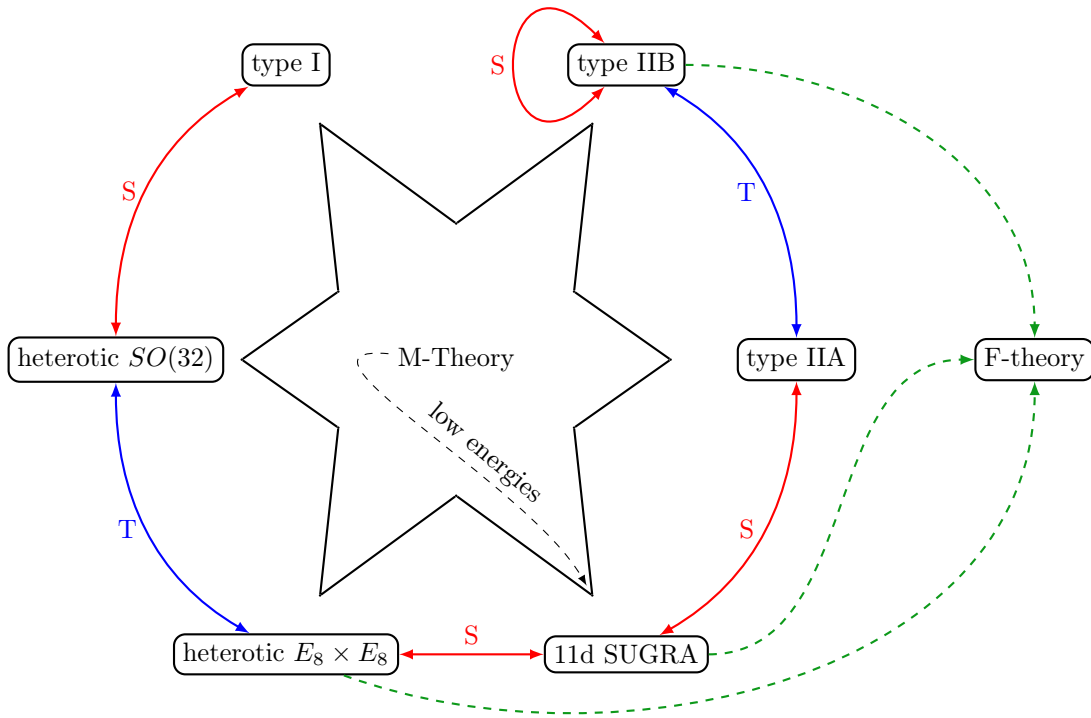 type I
S
type IIB
S
T
heterotic SO(32)
M-Theory
type IIA
F-theory
low energies
T
S
heterotic E₈ × E₈
S
11d SUGRA